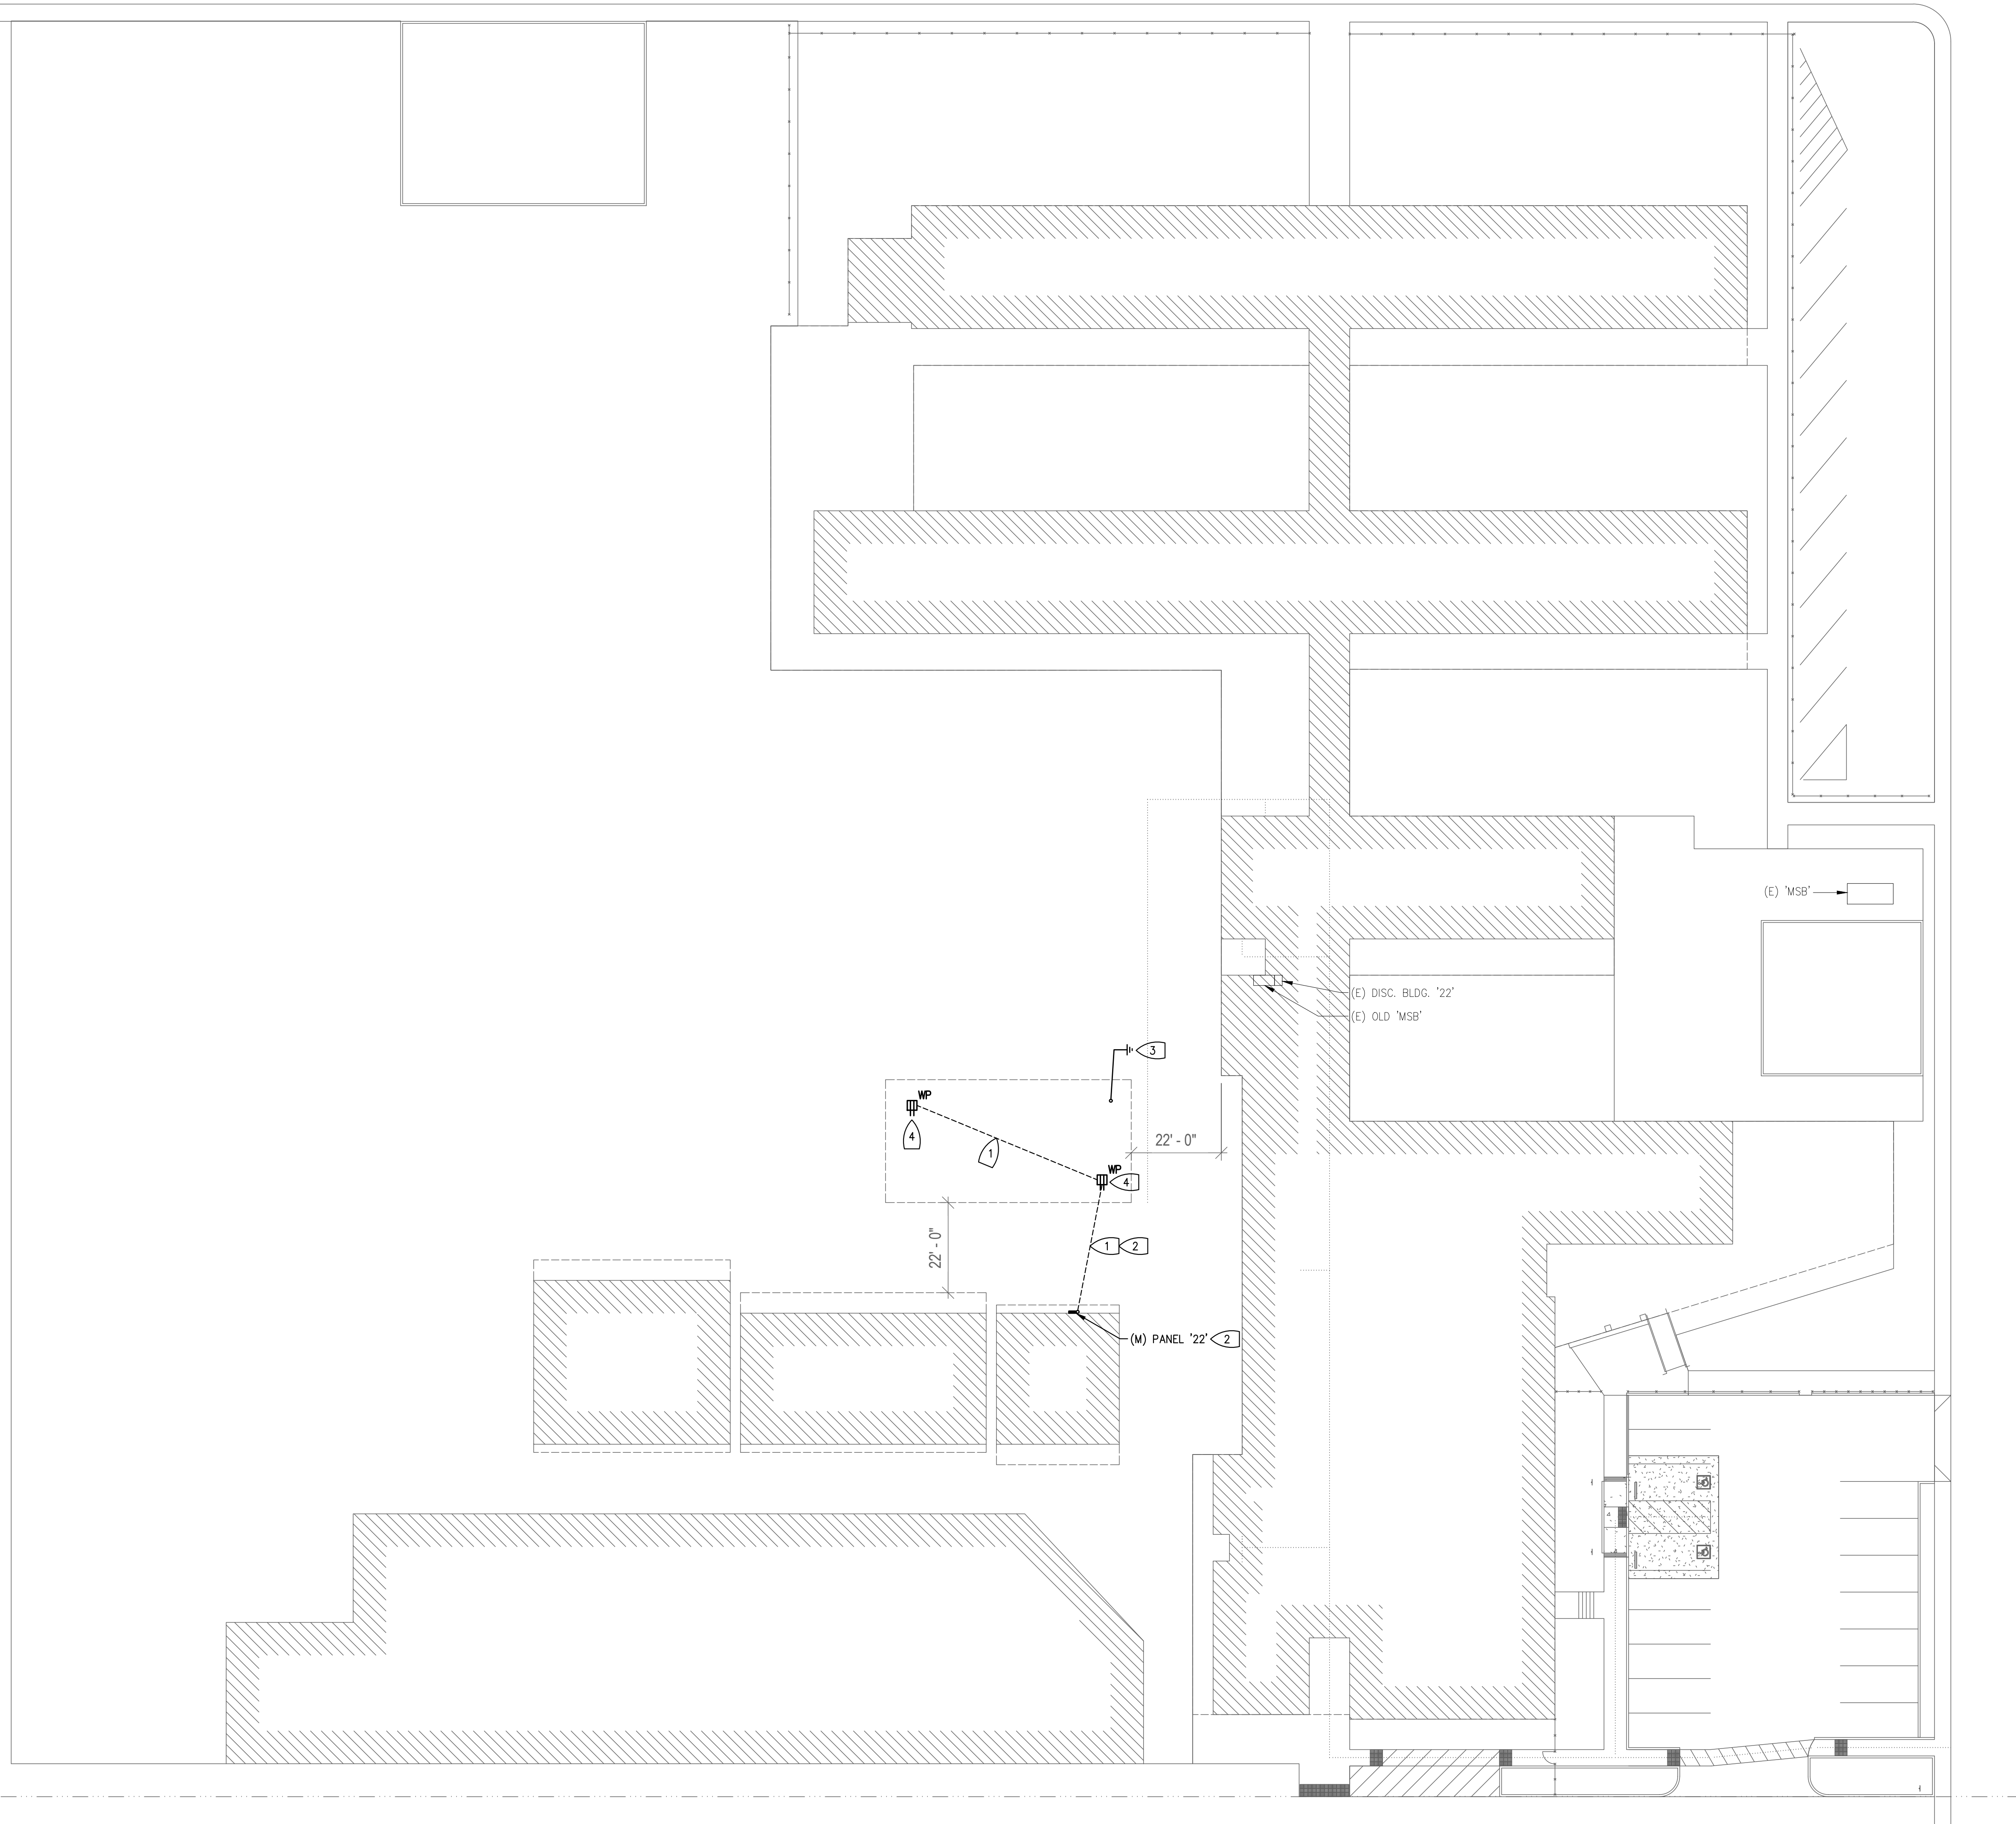 (E) 'MSB'
(E) DISC. BLDG. '22'
(E) OLD 'MSB'
3
WP
4
1
22' - 0"
WP
4
22' - 0"
1 2
(M) PANEL '22' 2